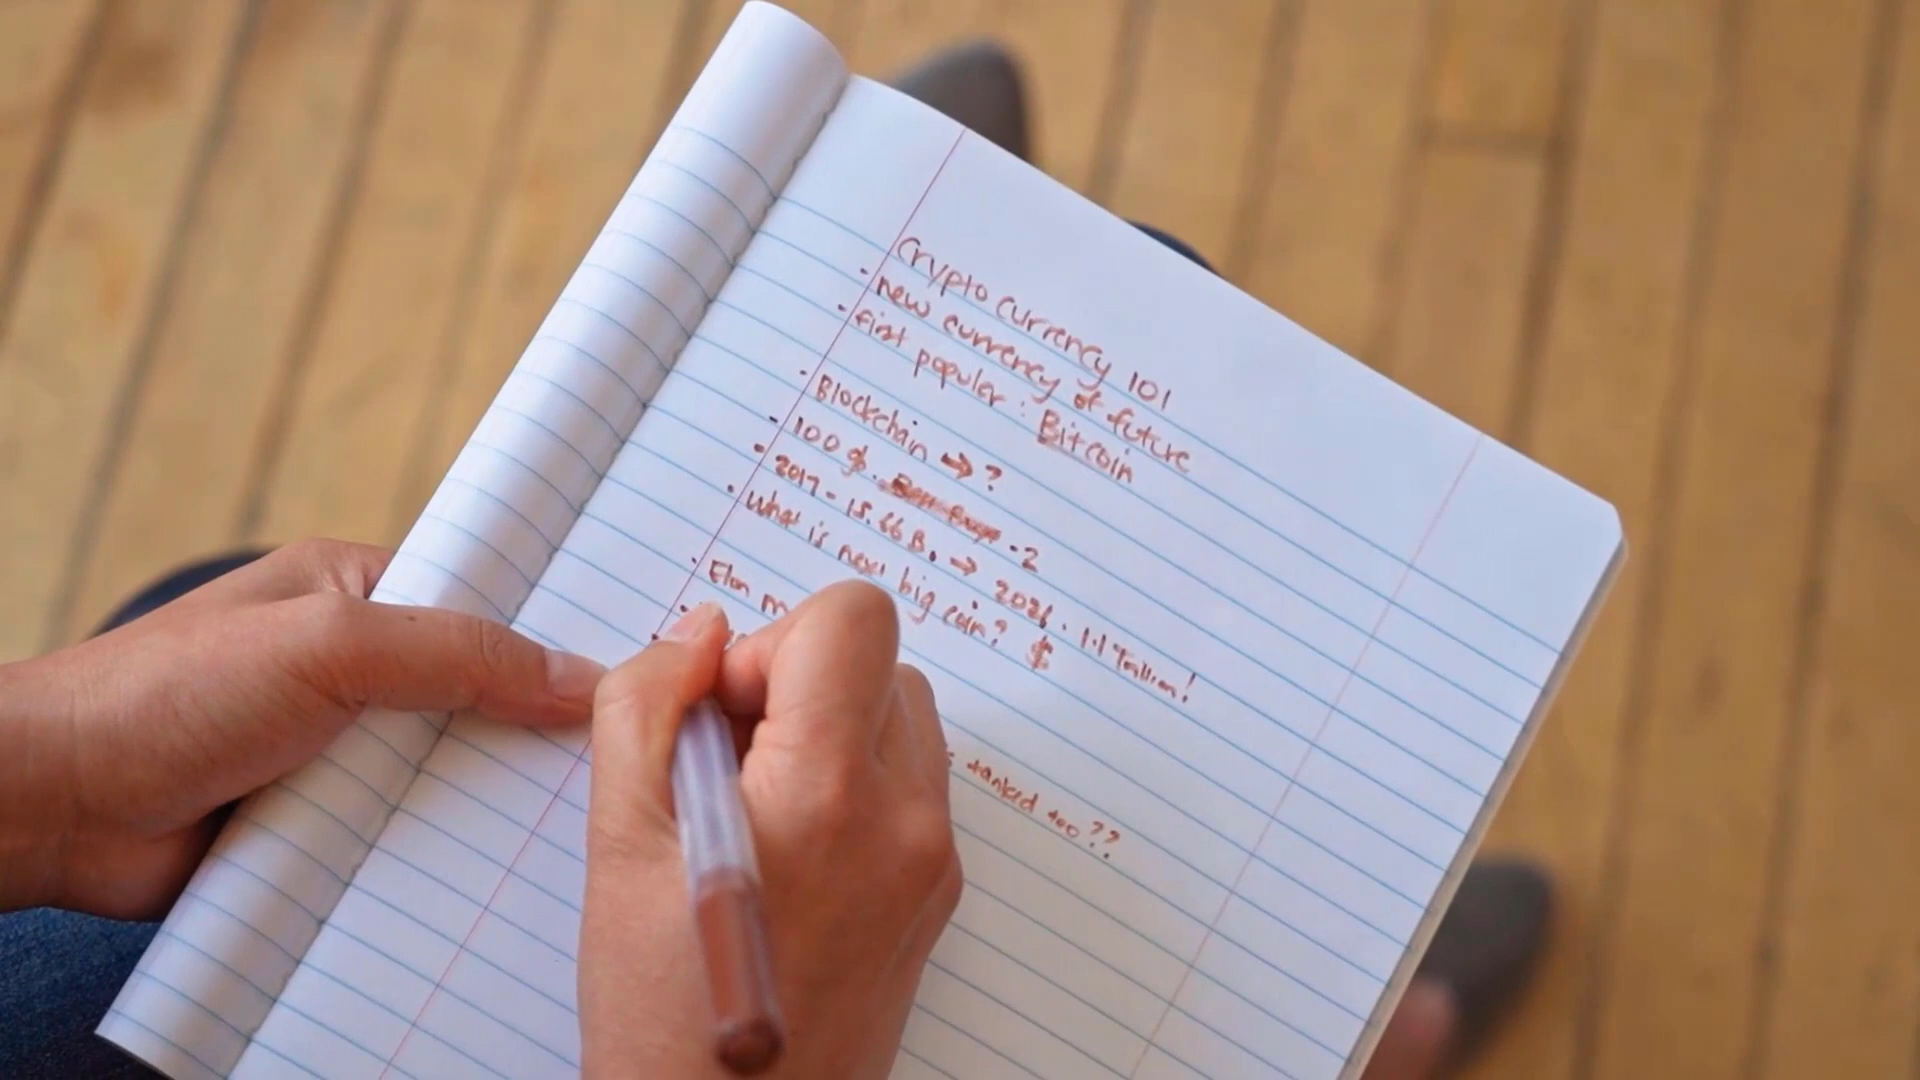 Crypto Currency 101
· new currency of future
· first popular : Bitcoin
· Blockchain → ?
- 100 $. -2
- 2017 - 15.66B. → 2021. 1.1 Trillion!
· What is next big coin? $
· Elon m
tanked too ??